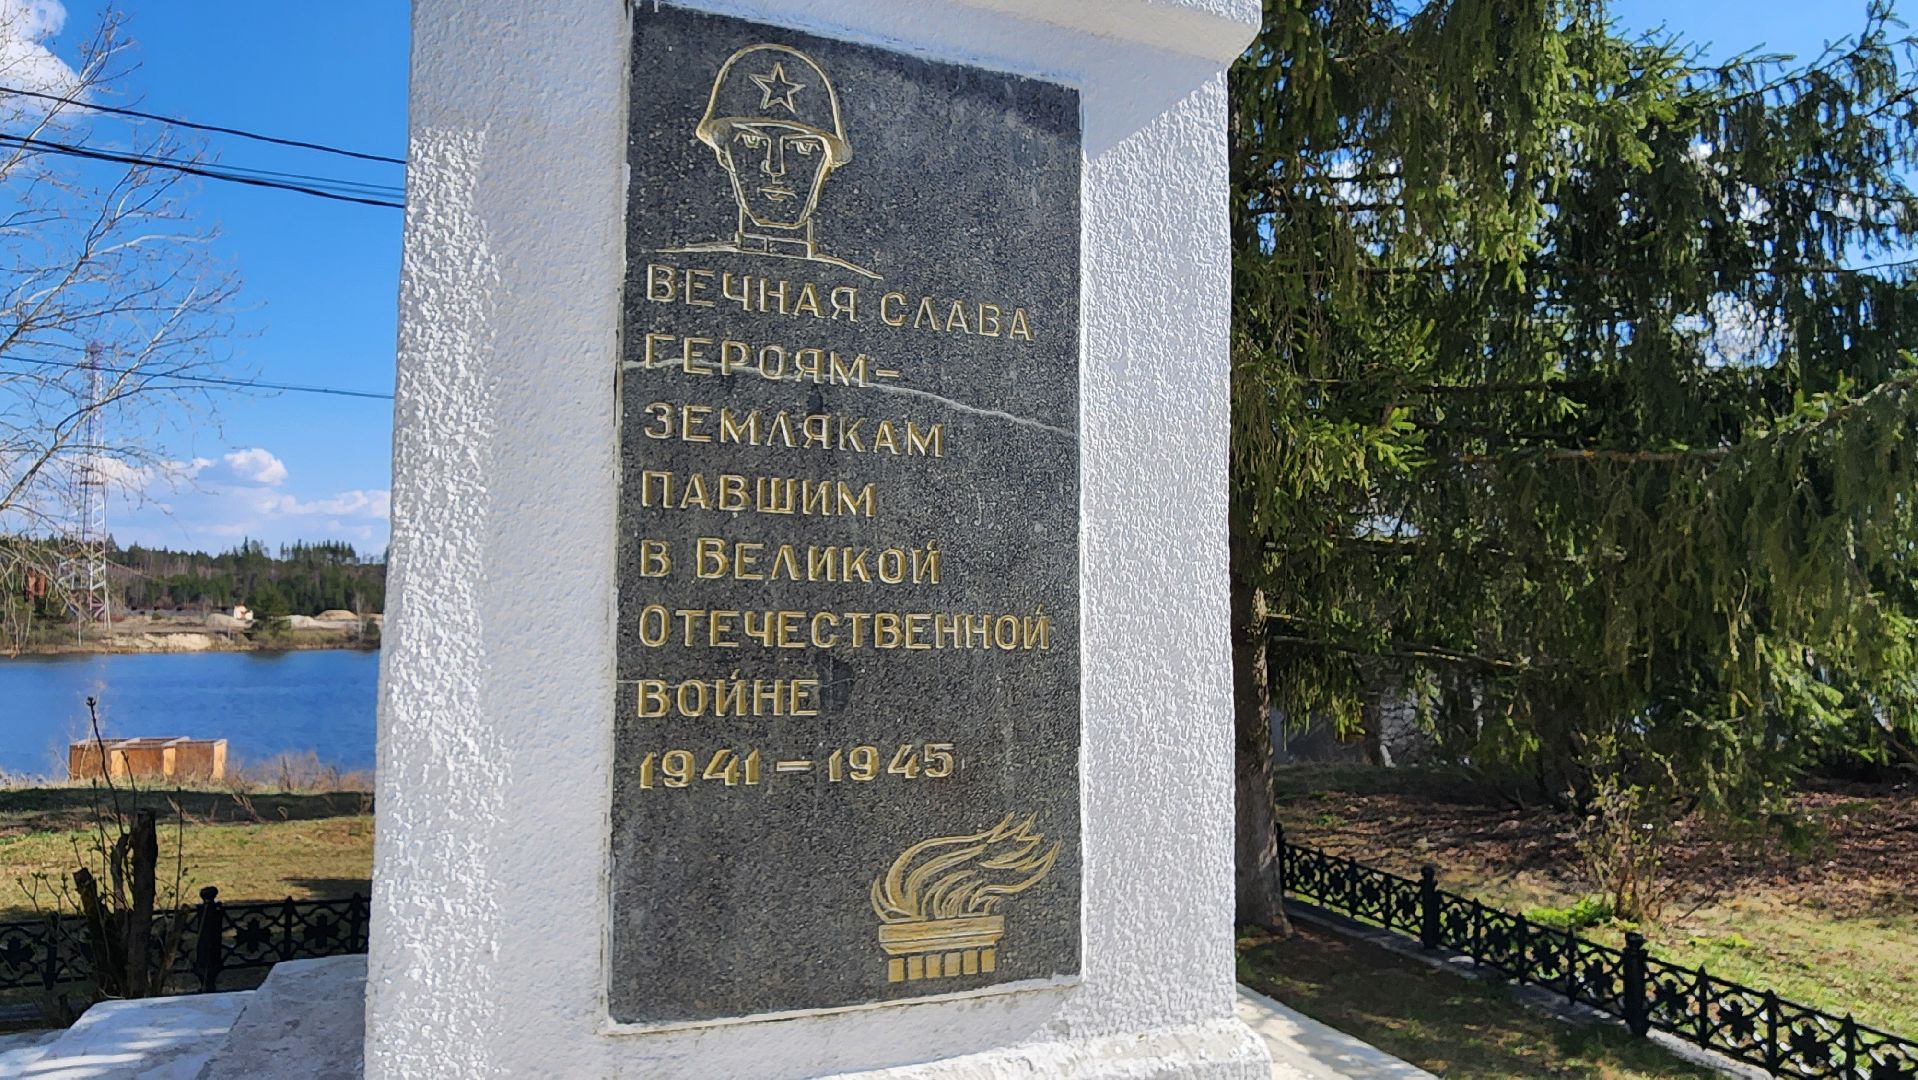 ВЕЧНАЯ СЛАВА
ГЕРОЯМ-
ЗЕМЛЯКАМ
ПАВШИМ
В ВЕЛИКОЙ
ОТЕЧЕСТВЕННОЙ
ВОЙНЕ
1941-1945